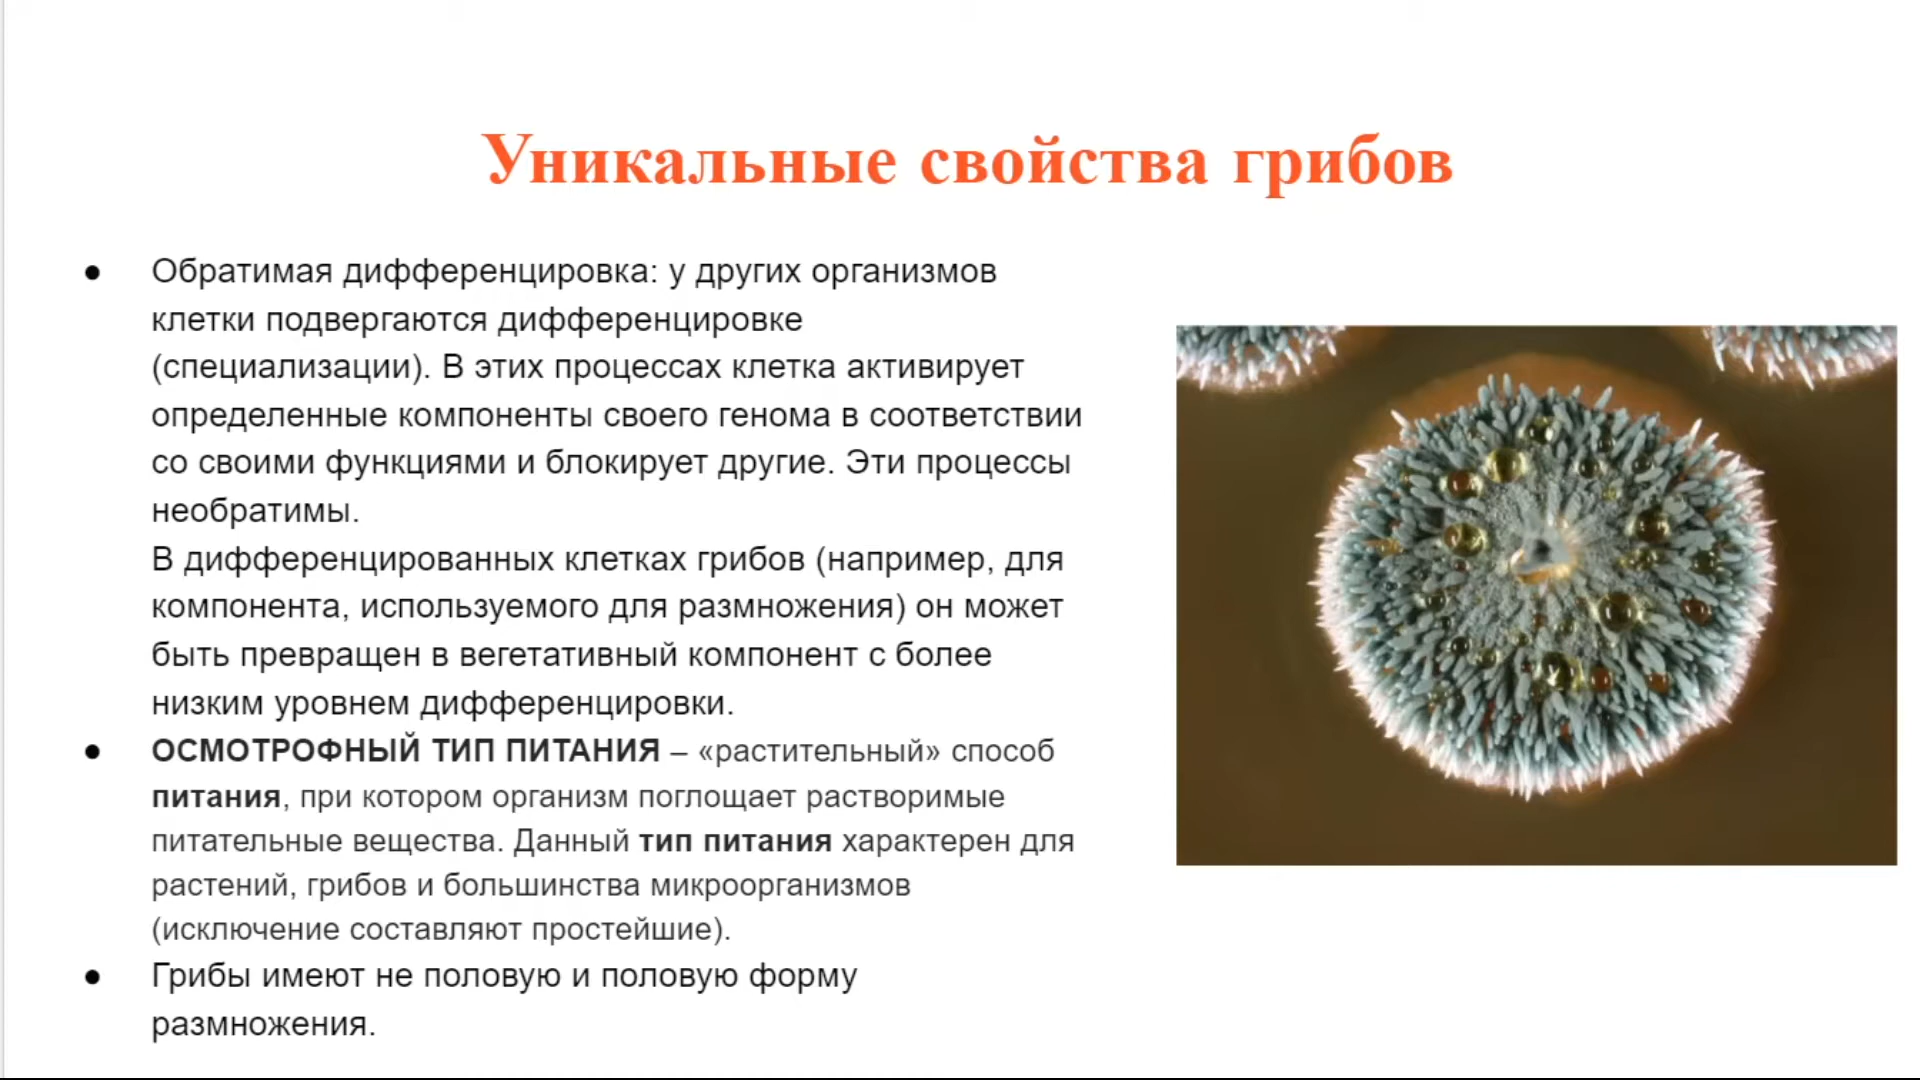 Уникальные свойства грибов
● Обратимая дифференцировка: у других организмов
клетки подвергаются дифференцировке
(специализации). В этих процессах клетка активирует
определенные компоненты своего генома в соответствии
со своими функциями и блокирует другие. Эти процессы
необратимы.
В дифференцированных клетках грибов (например, для
компонента, используемого для размножения) он может
быть превращен в вегетативный компонент с более
низким уровнем дифференцировки.
● ОСМОТРОФНЫЙ ТИП ПИТАНИЯ – «растительный» способ
питания, при котором организм поглощает растворимые
питательные вещества. Данный тип питания характерен для
растений, грибов и большинства микроорганизмов
(исключение составляют простейшие).
● Грибы имеют не половую и половую форму
размножения.